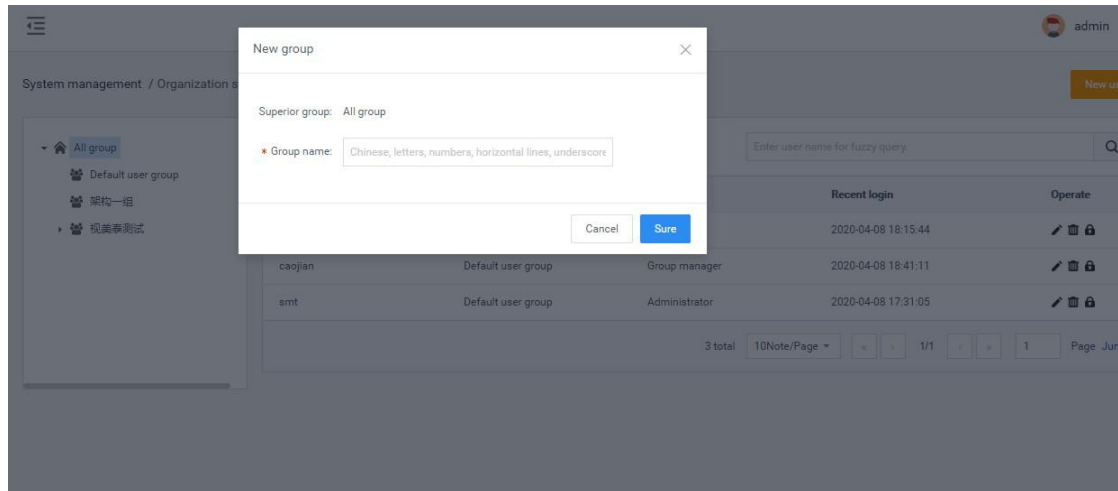 admin
New group
System management / Organization s
New us
Superior group: All group
All group
* Group name: Chinese, letters, numbers, horizontal lines, underscore
Enter user name for fuzzy query.
Default user group
架构一组
Recent login
Operate
视美泰测试
Cancel
Sure
2020-04-08 18:15:44
caojian
Default user group
Group manager
2020-04-08 18:41:11
smt
Default user group
Administrator
2020-04-08 17:31:05
3 total
10Note/Page
« ‹ 1/1 › »
1
Page Jun